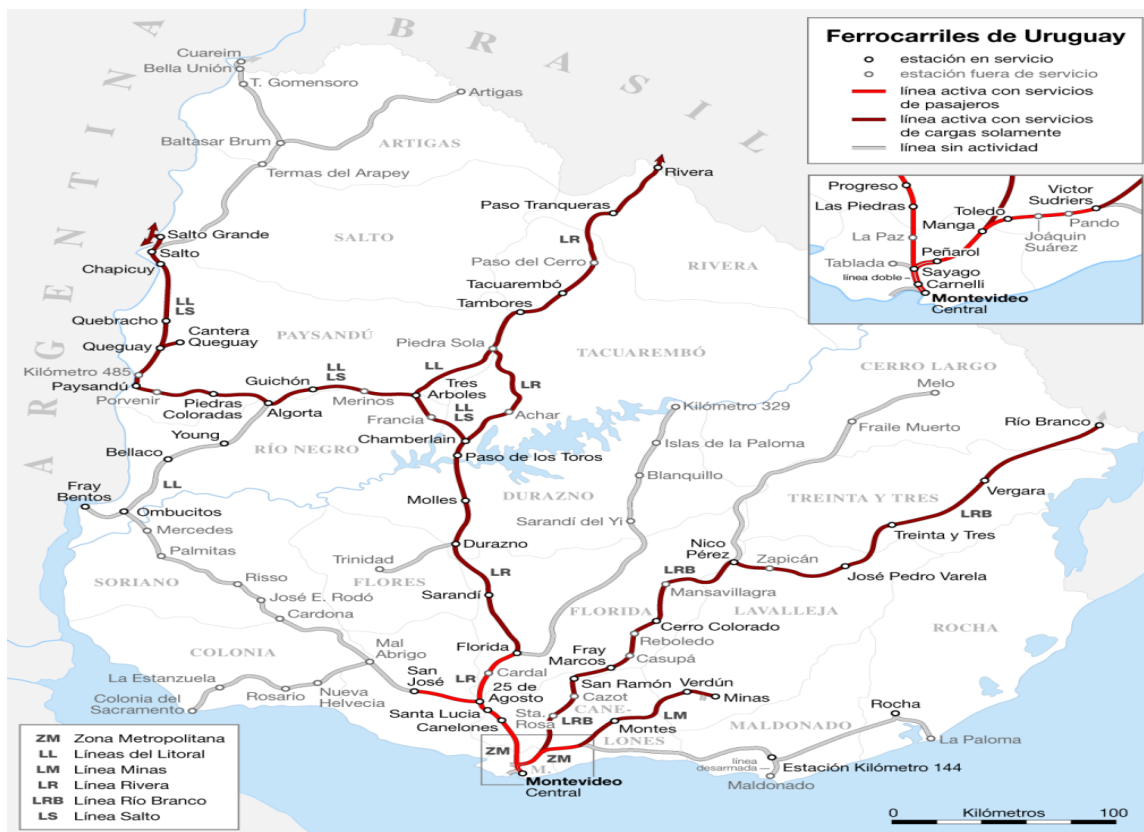 BRASIL
ARGENTINA
Ferrocarriles de Uruguay
estación en servicio
estación fuera de servicio
línea activa con servicios
de pasajeros
línea activa con servicios
de cargas solamente
línea sin actividad
Cuareim
Bella Unión
T. Gomensoro
Artigas
Baltasar Brum
ARTIGAS
Termas del Arapey
Rivera
Paso Tranqueras
Salto Grande
Salto
Chapicuy
SALTO
LR
Paso del Cerro
RIVERA
Tacuarembó
Tambores
LL
LS
Quebracho
Cantera
Queguay
Queguay
PAYSANDÚ
Piedra Sola
TACUAREMBÓ
Kilómetro 485
Paysandú
Porvenir
Piedras
Coloradas
Guichón
LL
LS
Merinos
Algorta
LL
Tres
Arboles
LR
Francia
LL
LS
Achar
Chamberlain
Paso de los Toros
Young
RÍO NEGRO
Bellaco
LL
Fray
Bentos
Ombucitos
Mercedes
Palmitas
SORIANO
Risso
José E. Rodó
Cardona
Trinidad
FLORES
Molles
DURAZNO
Durazno
LR
Sarandí
Kilómetro 329
Islas de la Paloma
Blanquillo
Sarandí del Yi
CERRO LARGO
Melo
Fraile Muerto
Río Branco
TREINTA Y TRES
Vergara
LRB
Treinta y Tres
Nico
Pérez
Zapicán
José Pedro Varela
LRB
Mansavillagra
FLORIDA
LAVALLEJA
ROCHA
Cerro Colorado
Reboledo
Fray
Marcos
Casupá
San Ramón
Cazot
Verdún
Minas
COLONIA
Mal
Abrigo
La Estanzuela
Colonia del
Sacramento
Rosario
Nueva
Helvecia
San
José
Florida
LR
Cardal
25 de
Agosto
Santa Lucia
Canelones
Sta.
Rosa
CANE-
LONES
LRB
LM
Montes
MALDONADO
Rocha
La Paloma
ZM
ZM
M.
Montevideo
Central
línea
desarmada
Estación Kilómetro 144
Maldonado
Progreso
Las Piedras
La Paz
Tablada
línea doble
Peñarol
Sayago
Carnelli
Montevideo
Central
Manga
Toledo
Victor
Sudriers
Pando
Joáquin
Suárez
ZM Zona Metropolitana
LL Líneas del Litoral
LM Línea Minas
LR Línea Rivera
LRB Línea Río Branco
LS Línea Salto
0 Kilómetros 100